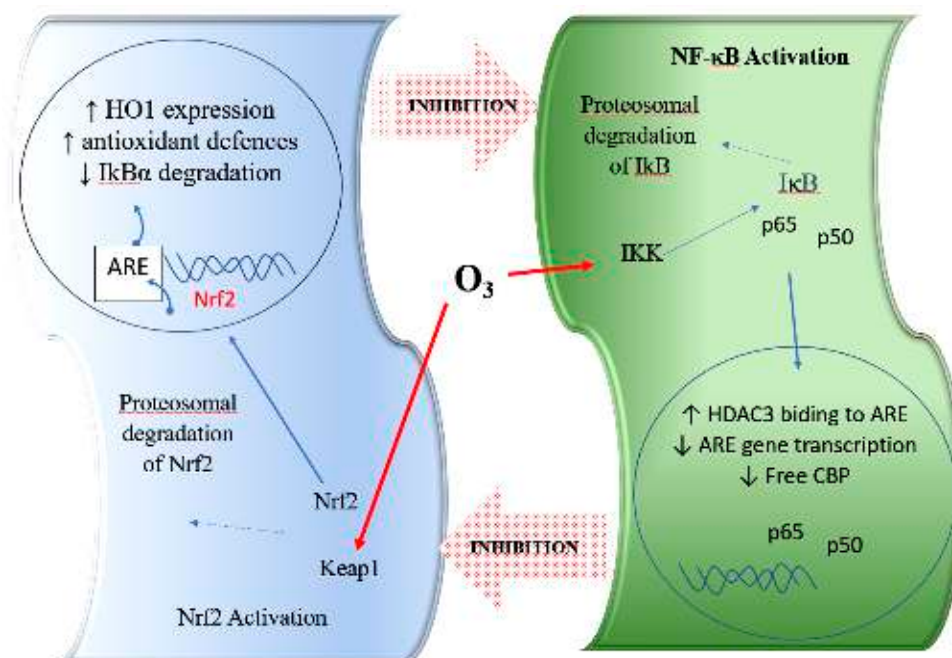 ↑ HO1 expression
↑ antioxidant defences
↓ IkBα degradation
ARE
Nrf2
Proteosomal
degradation
of Nrf2
Nrf2
Keap1
Nrf2 Activation
INHIBITION
O3
INHIBITION
NF-κB Activation
Proteosomal
degradation
of IkB
IκB
p65
p50
IKK
↑ HDAC3 biding to ARE
↓ ARE gene transcription
↓ Free CBP
p65
p50